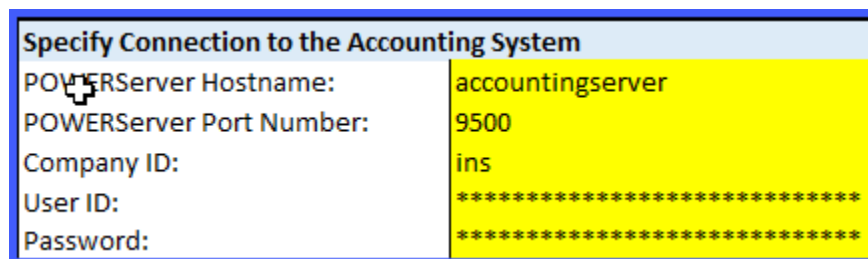 Specify Connection to the Accounting System
POWERServer Hostname: accountingserver
POWERServer Port Number: 9500
Company ID: ins
User ID: *****************************
Password: *****************************